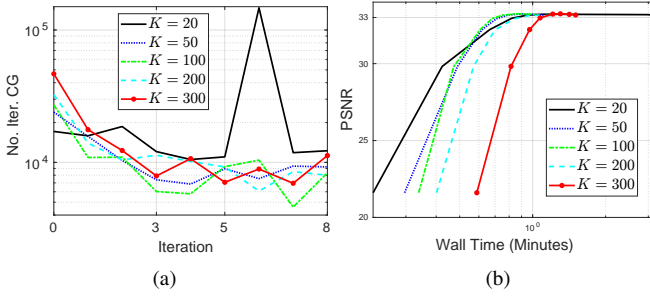 10^5
10^4
No. Iter. CG
K = 20
K = 50
K = 100
K = 200
K = 300
0
3
5
8
Iteration
(a)
33
30
25
20
PSNR
K = 20
K = 50
K = 100
K = 200
K = 300
10^0
Wall Time (Minutes)
(b)